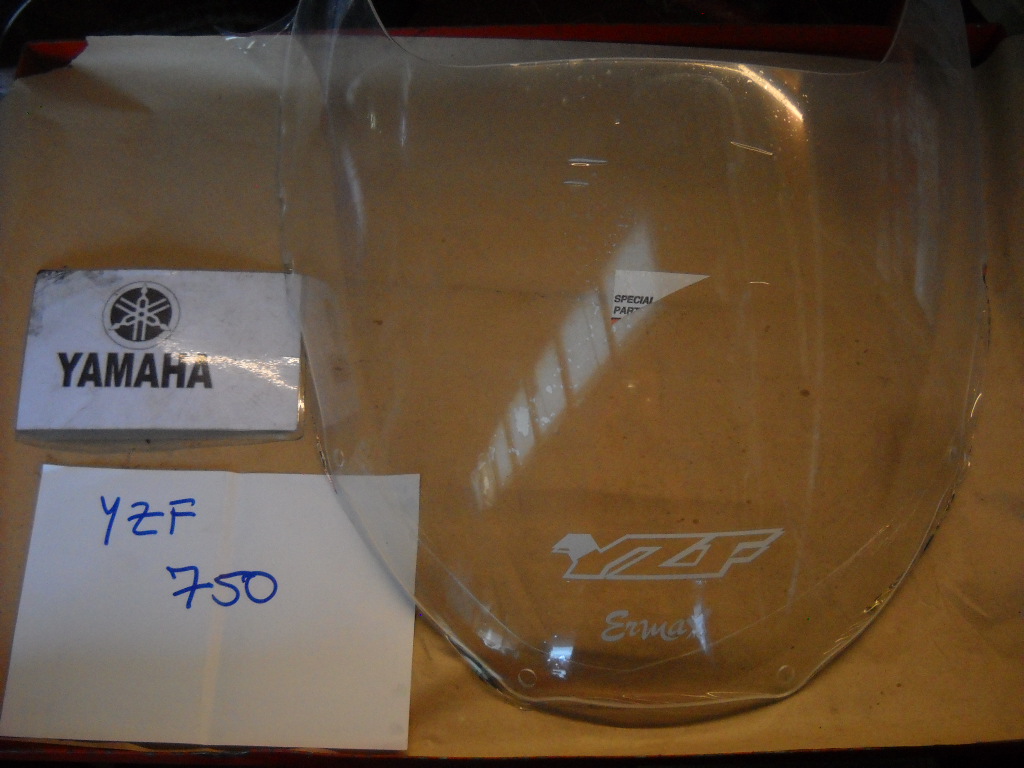 YAMAHA
SPECIAL
PART
YZF
750
YZF
Ermax